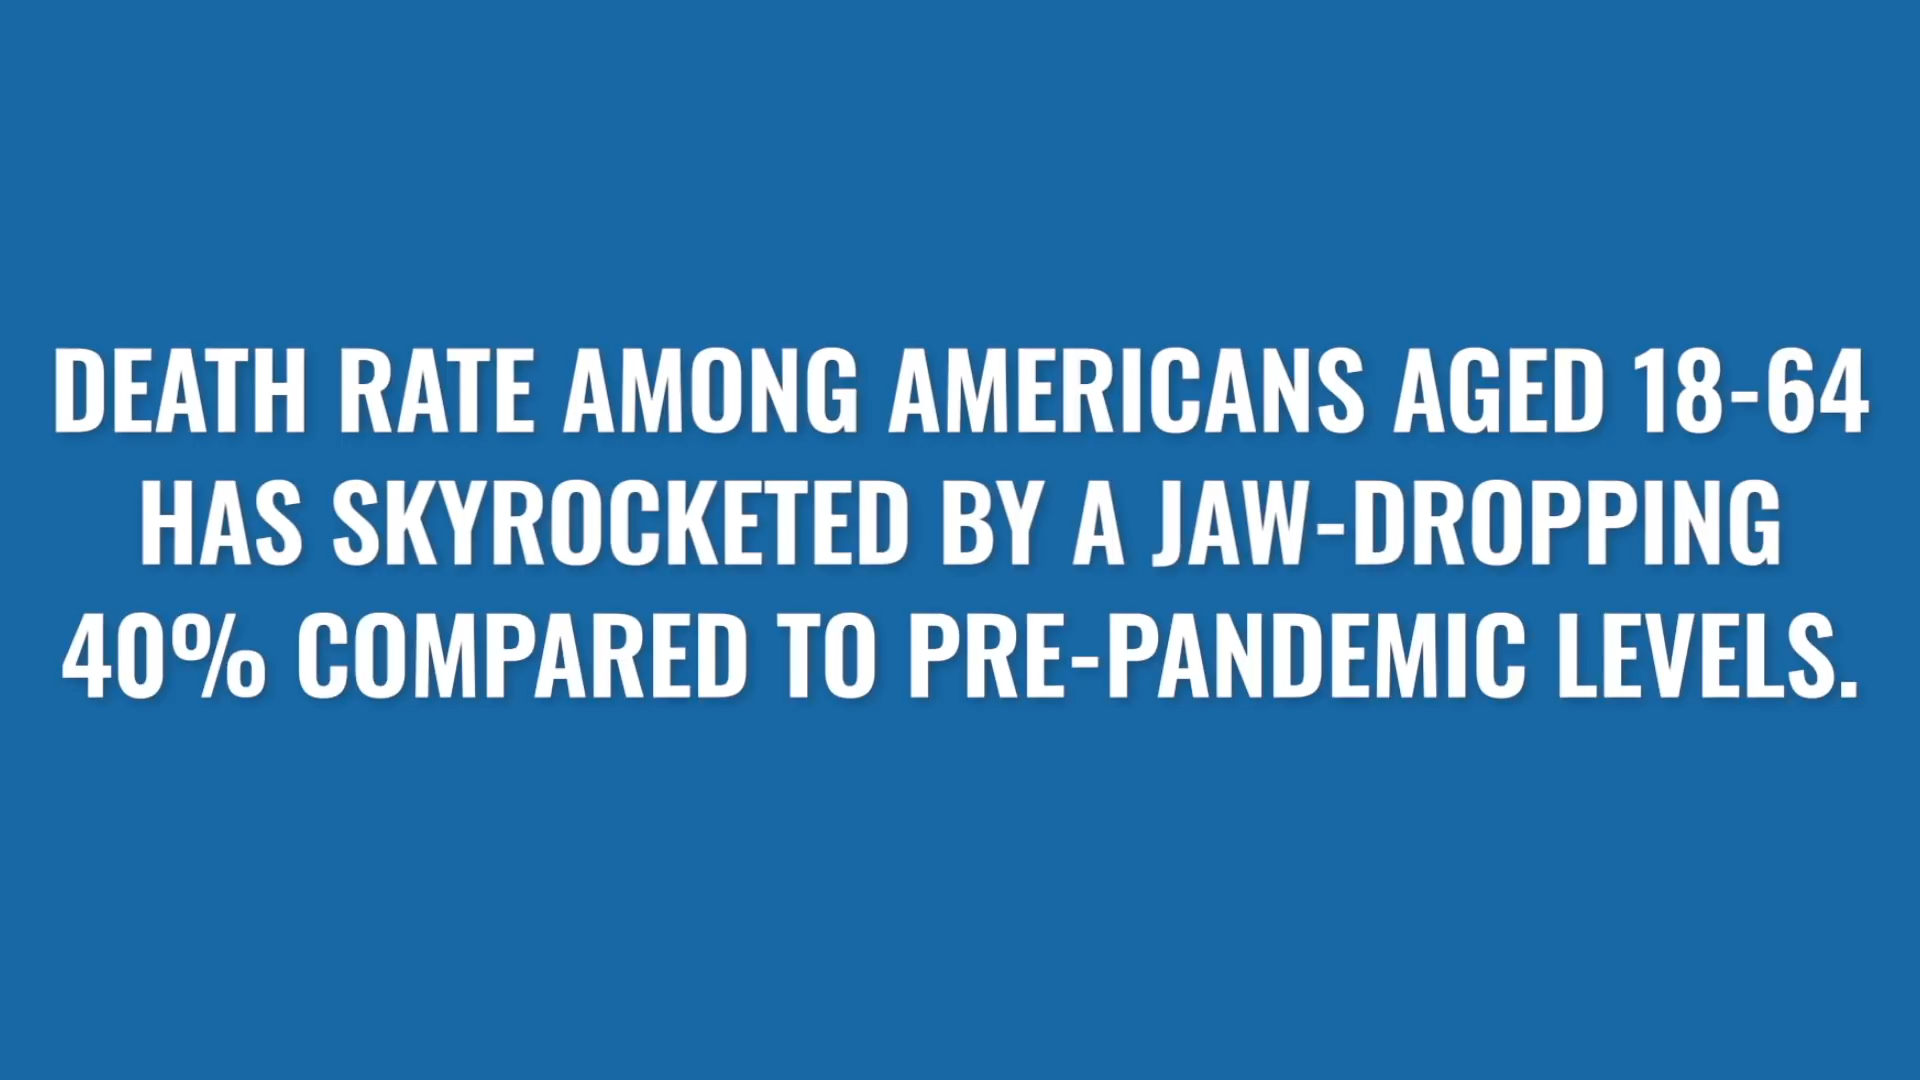 DEATH RATE AMONG AMERICANS AGED 18-64
HAS SKYROCKETED BY A JAW-DROPPING
40% COMPARED TO PRE-PANDEMIC LEVELS.